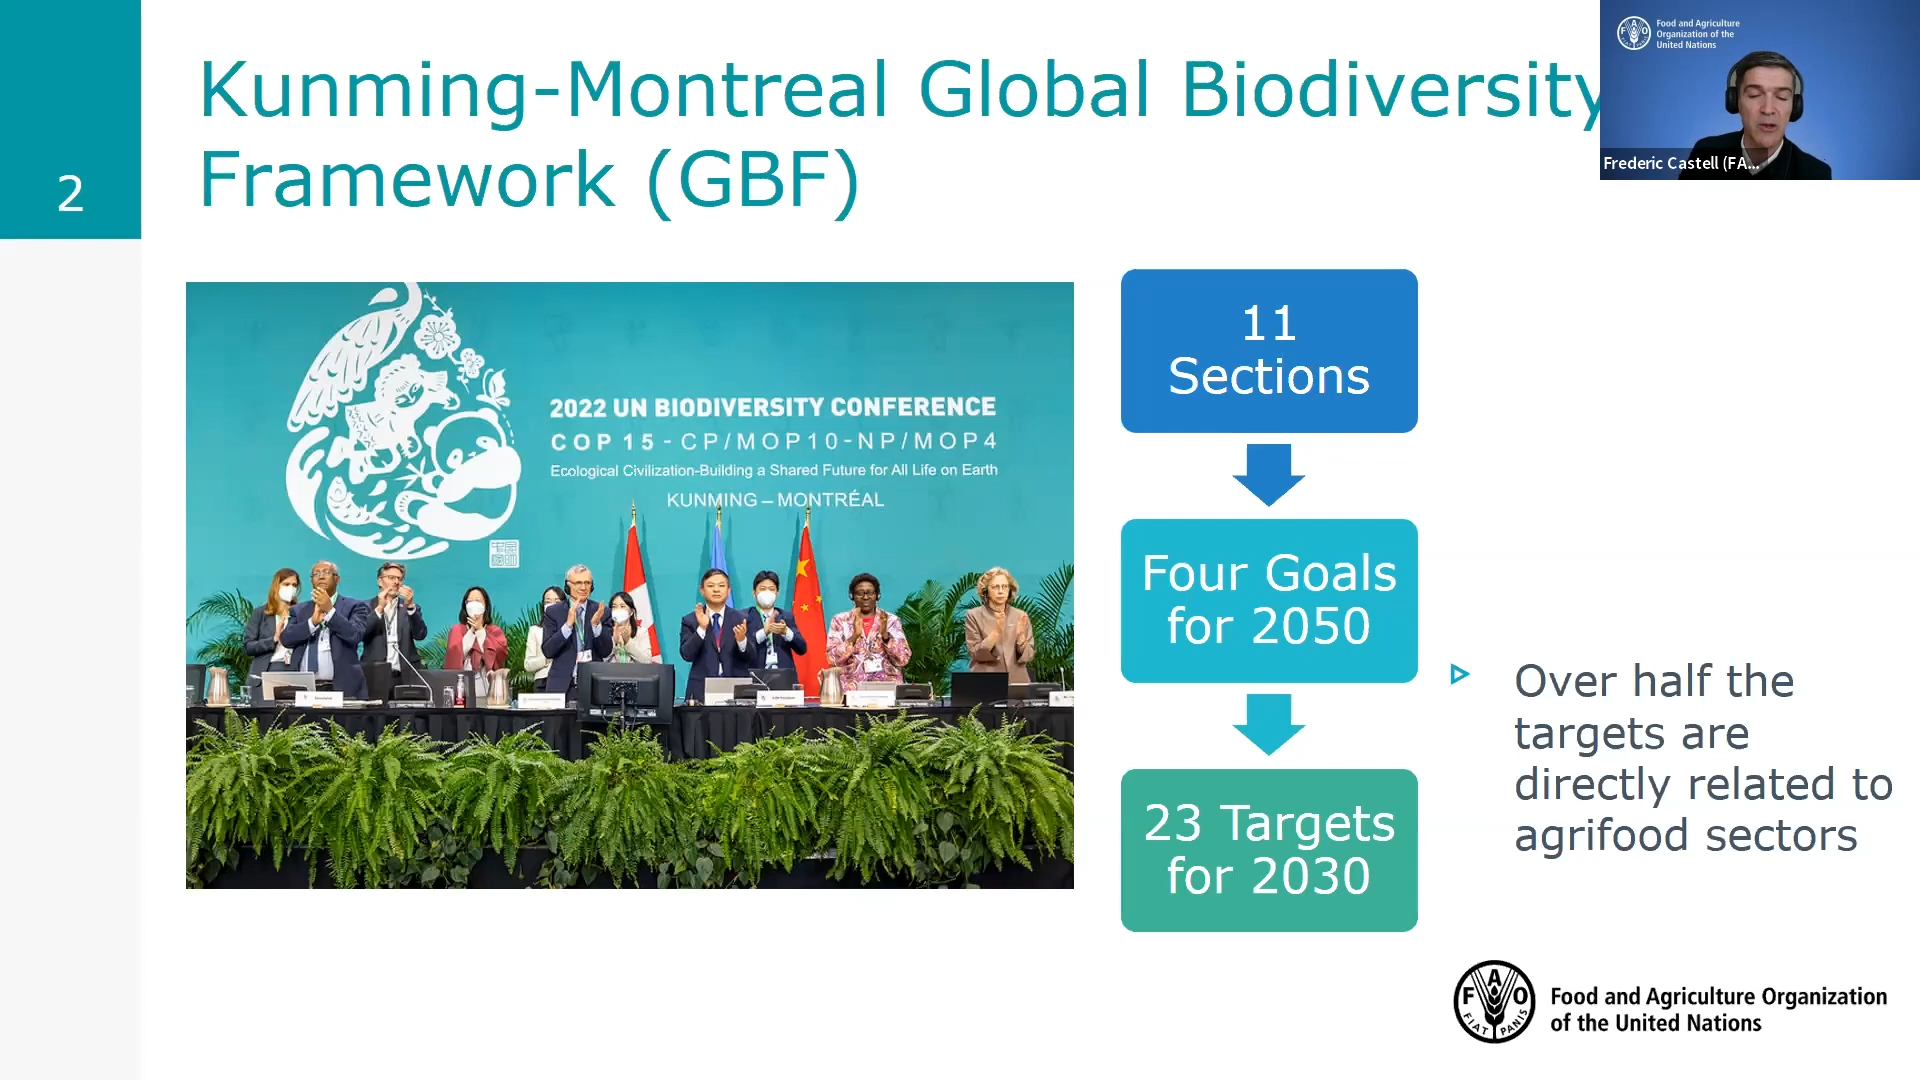 2
Kunming-Montreal Global Biodiversity
Framework (GBF)
Food and Agriculture
Organization of the
United Nations
Frederic Castell (FA...
2022 UN BIODIVERSITY CONFERENCE
COP 15 - CP/MOP10-NP/MOP4
Ecological Civilization-Building a Shared Future for All Life on Earth
KUNMING – MONTRÉAL
11
Sections
Four Goals
for 2050
23 Targets
for 2030
Over half the
targets are
directly related to
agrifood sectors
F A O
FIAT PANIS
Food and Agriculture Organization
of the United Nations